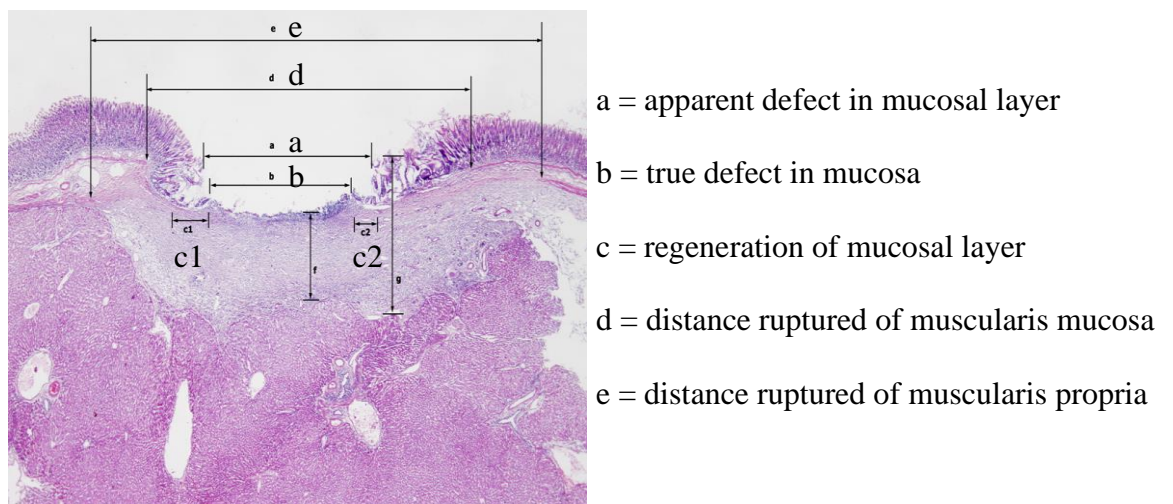 e e
d d
a a
b b
c1 c2
c1 c2
f g
a = apparent defect in mucosal layer
b = true defect in mucosa
c = regeneration of mucosal layer
d = distance ruptured of muscularis mucosa
e = distance ruptured of muscularis propria